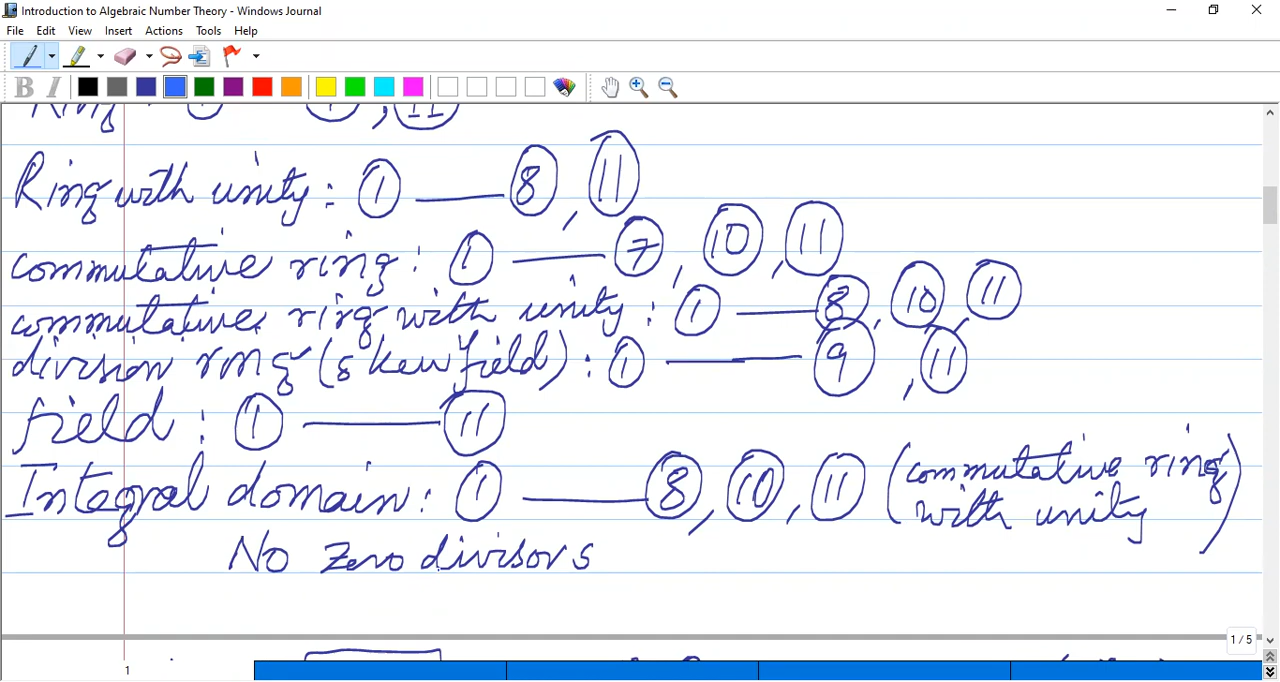 Introduction to Algebraic Number Theory - Windows Journal
File Edit View Insert Actions Tools Help
B I
Ring : ① ⑪
Ring with unity : ① — ⑧ , ⑪
commutative ring : ① — ⑦ , ⑩ , ⑪
commutative ring with unity : ① — ⑧ , ⑩ , ⑪
division ring (skew field) : ① — ⑨ , ⑪
field : ① — ⑪
Integral domain : ① — ⑧ , ⑩ , ⑪ (commutative ring with unity)
No zero divisors
1 / 5
1